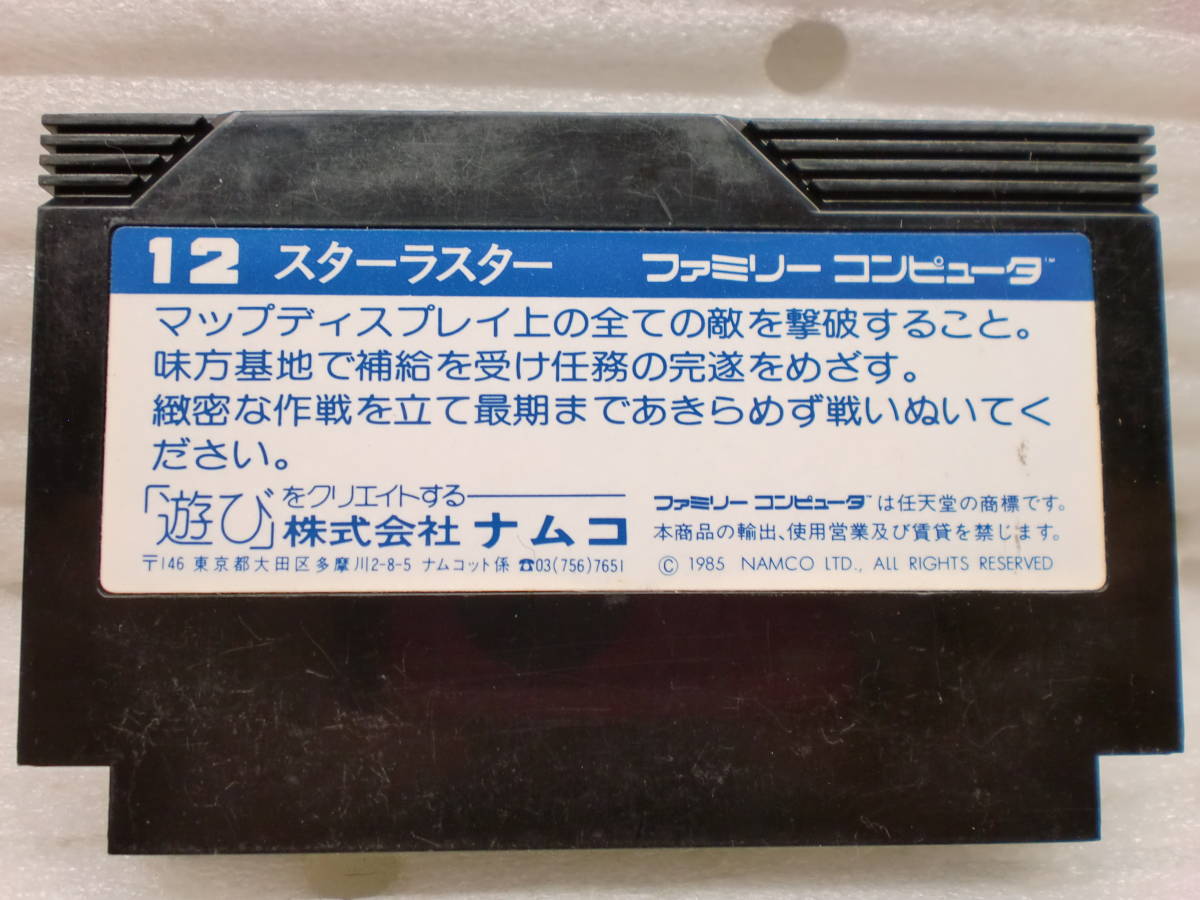 12 スターラスター ファミリー コンピュータ™
マップディスプレイ上の全ての敵を撃破すること。
味方基地で補給を受け任務の完遂をめざす。
緻密な作戦を立て最期まであきらめず戦いぬいてく
ださい。
「遊び」をクリエイトする
株式会社 ナムコ
〒146 東京都大田区多摩川2-8-5 ナムコット係 ☎03(756)7651
ファミリー コンピュータ™は任天堂の商標です。
本商品の輸出、使用営業及び賃貸を禁じます。
© 1985 NAMCO LTD., ALL RIGHTS RESERVED